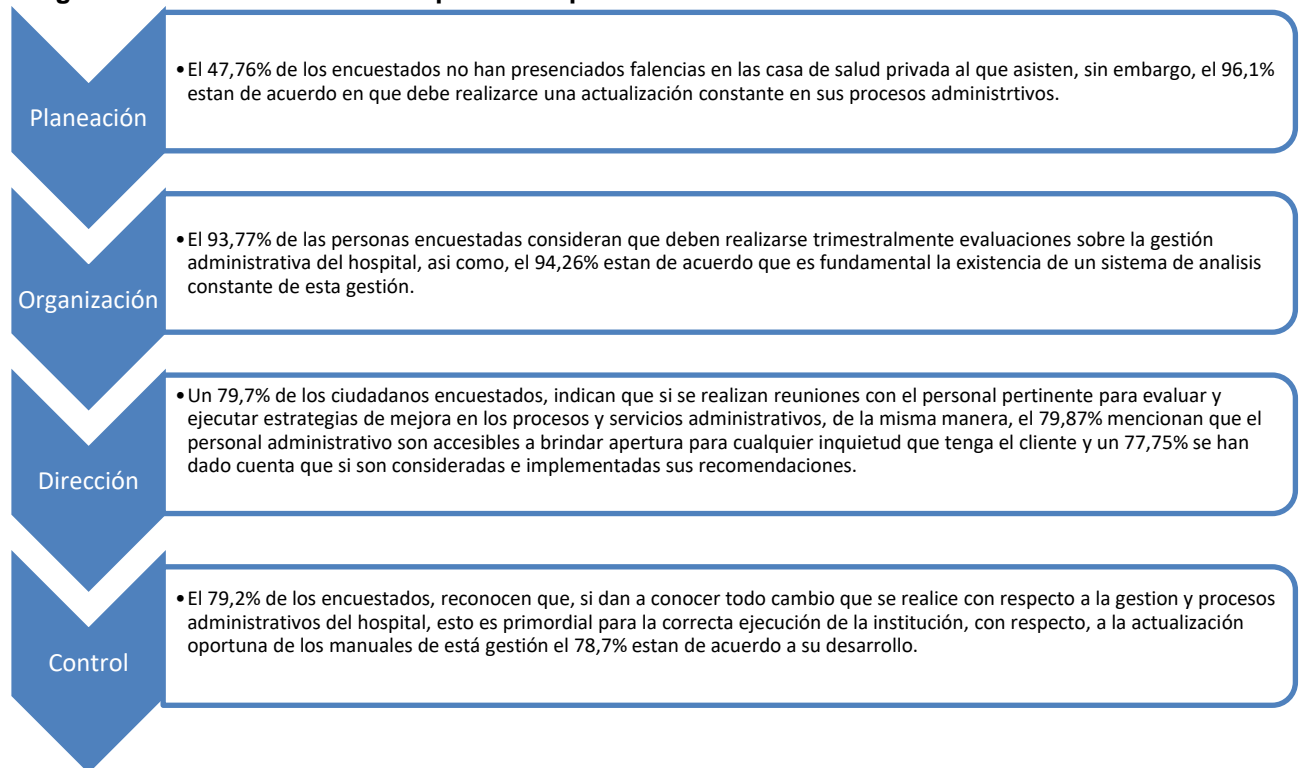 Planeación
•El 47,76% de los encuestados no han presenciados falencias en las casa de salud privada al que asisten, sin embargo, el 96,1%
estan de acuerdo en que debe realizarce una actualización constante en sus procesos administrtivos.
Organización
•El 93,77% de las personas encuestadas consideran que deben realizarse trimestralmente evaluaciones sobre la gestión
administrativa del hospital, asi como, el 94,26% estan de acuerdo que es fundamental la existencia de un sistema de analisis
constante de esta gestión.
Dirección
•Un 79,7% de los ciudadanos encuestados, indican que si se realizan reuniones con el personal pertinente para evaluar y
ejecutar estrategias de mejora en los procesos y servicios administrativos, de la misma manera, el 79,87% mencionan que el
personal administrativo son accesibles a brindar apertura para cualquier inquietud que tenga el cliente y un 77,75% se han
dado cuenta que si son consideradas e implementadas sus recomendaciones.
Control
•El 79,2% de los encuestados, reconocen que, si dan a conocer todo cambio que se realice con respecto a la gestion y procesos
administrativos del hospital, esto es primordial para la correcta ejecución de la institución, con respecto, a la actualización
oportuna de los manuales de está gestión el 78,7% estan de acuerdo a su desarrollo.